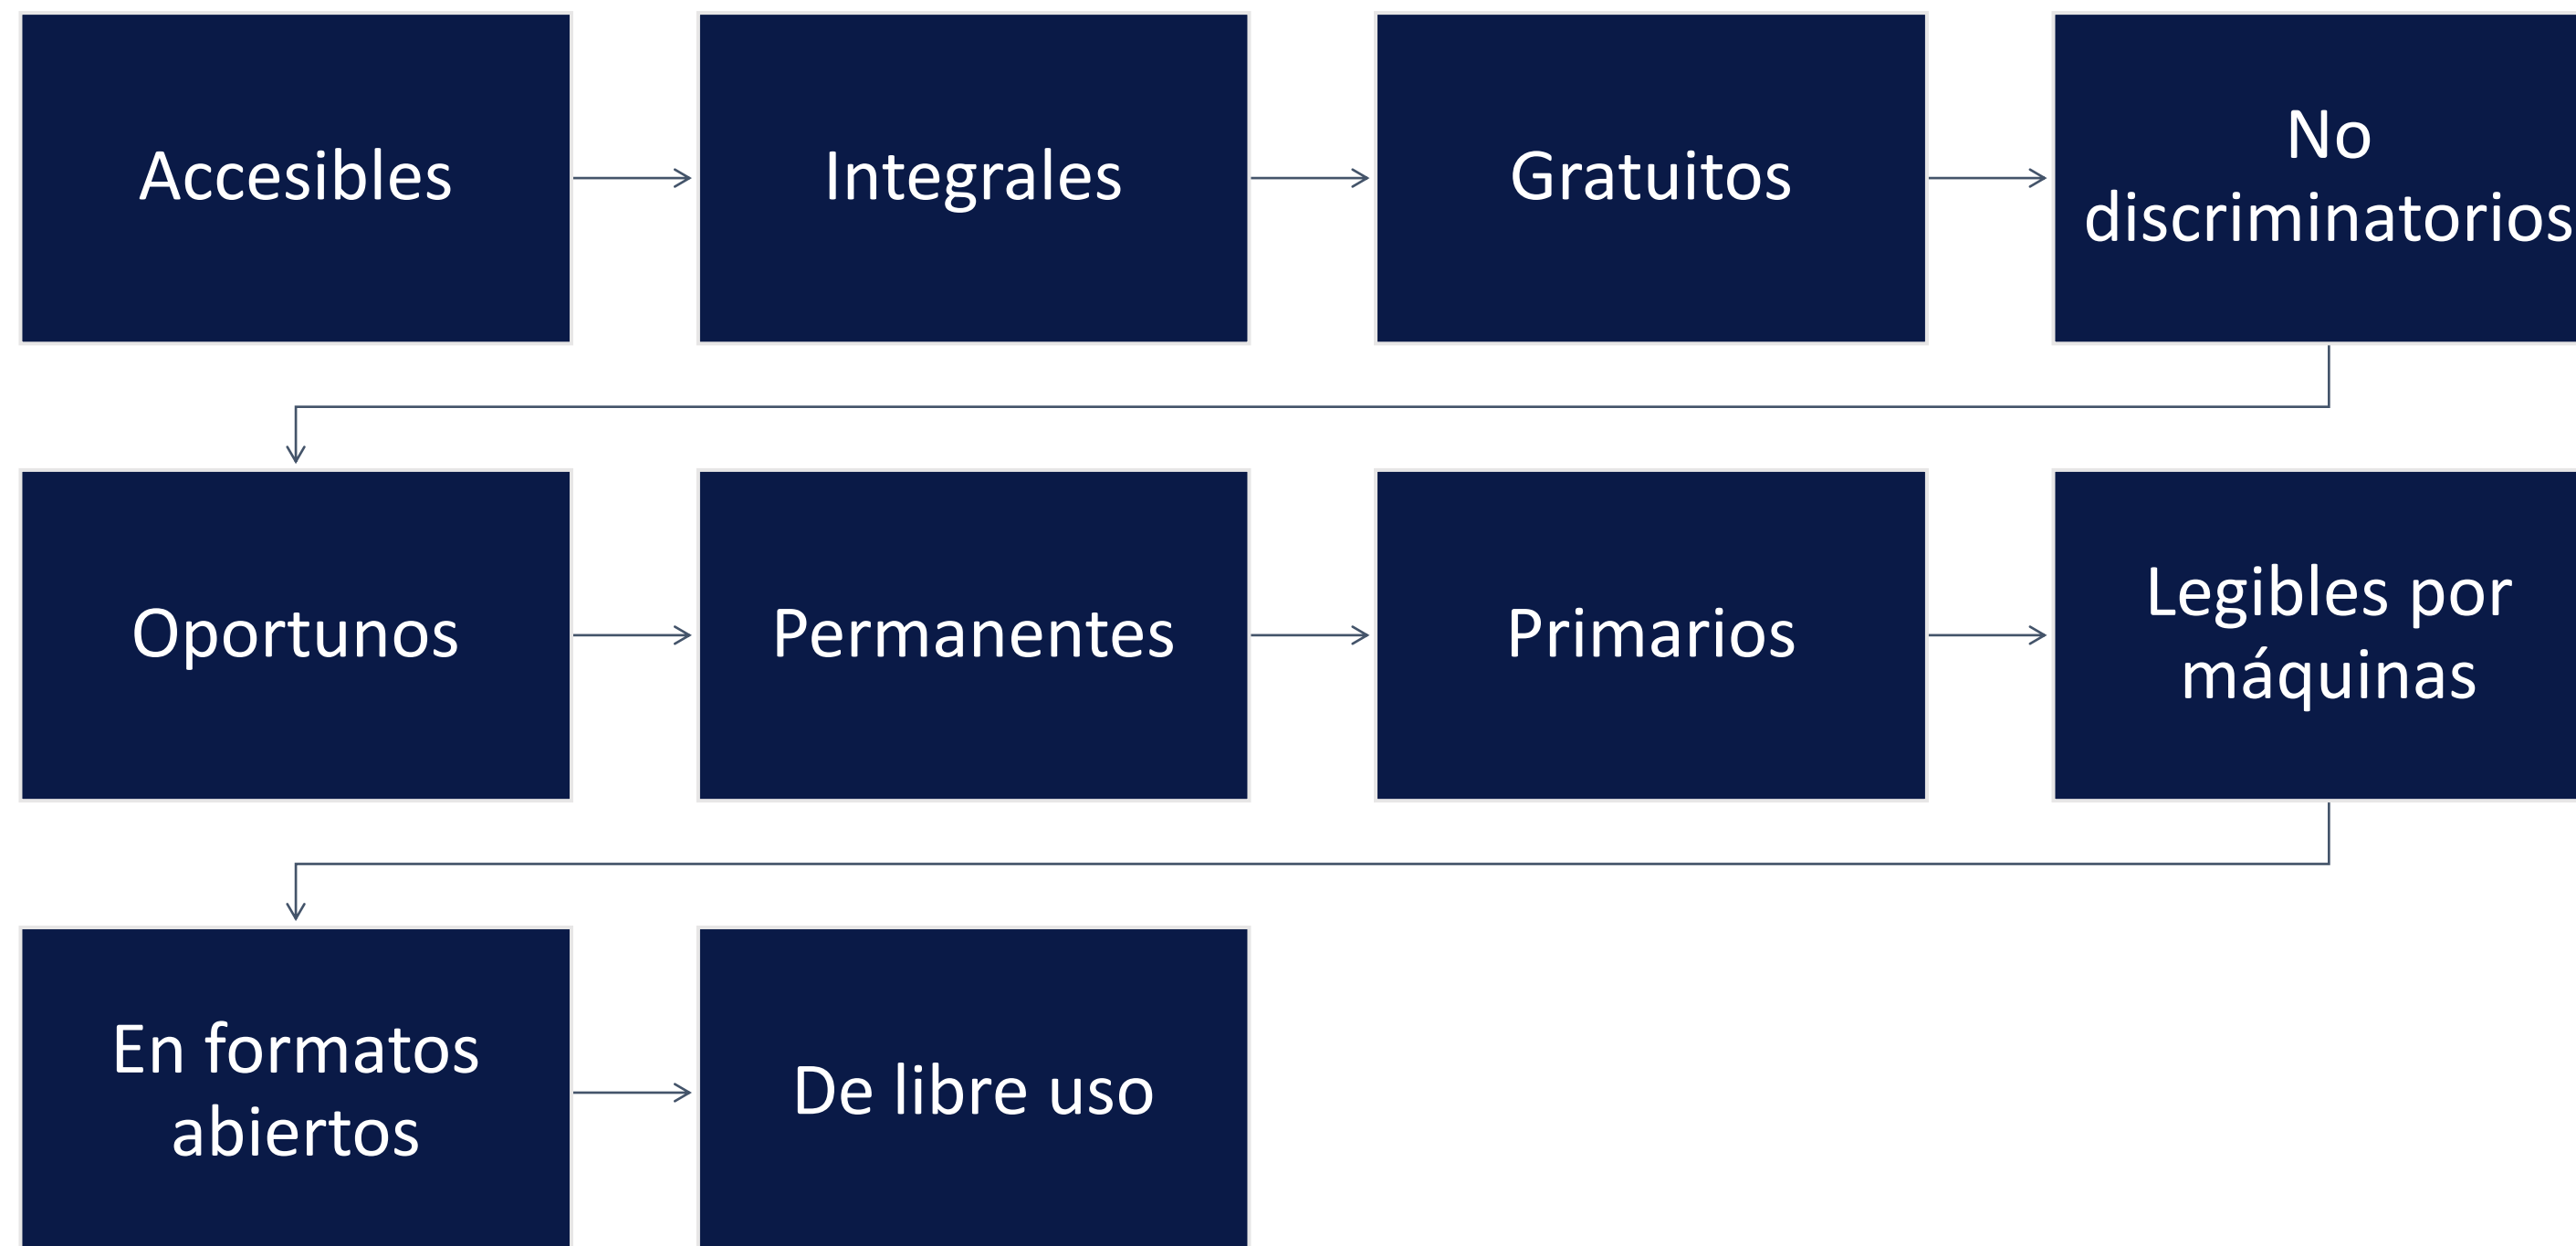 Accesibles
Integrales
Gratuitos
No
discriminatorios
Oportunos
Permanentes
Primarios
Legibles por
máquinas
En formatos
abiertos
De libre uso